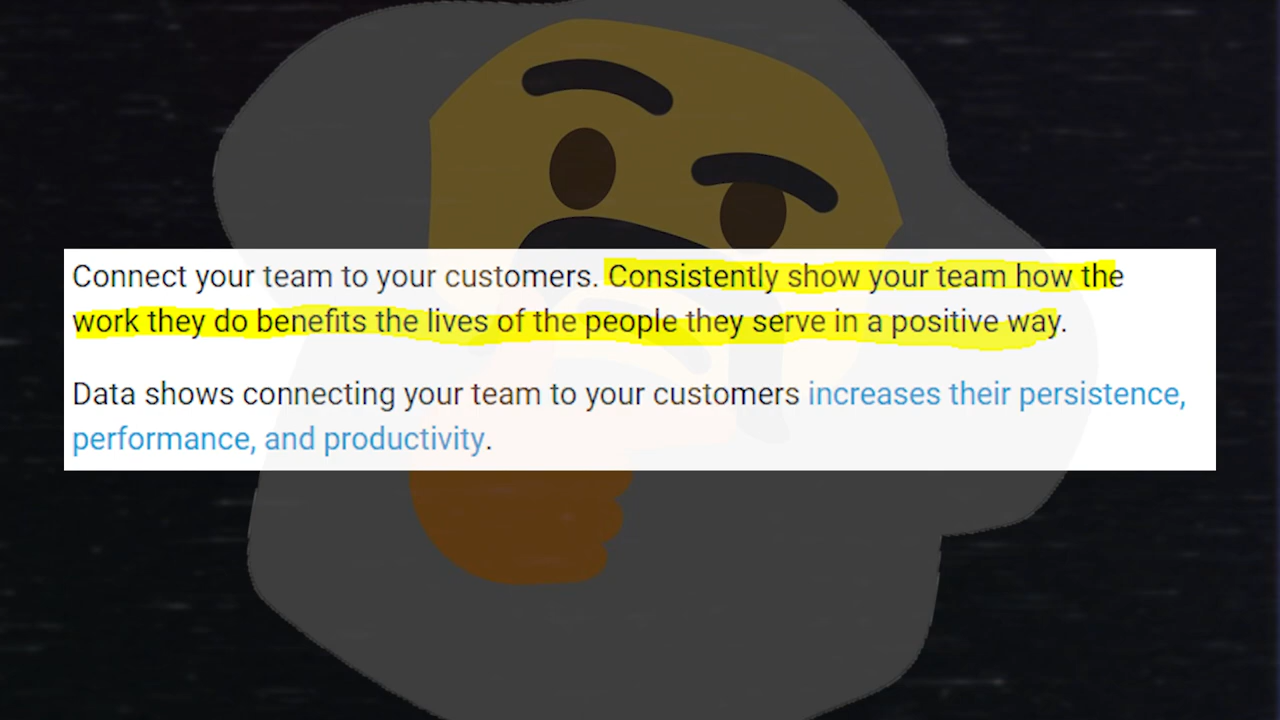 Connect your team to your customers. Consistently show your team how the
work they do benefits the lives of the people they serve in a positive way.
Data shows connecting your team to your customers increases their persistence,
performance, and productivity.